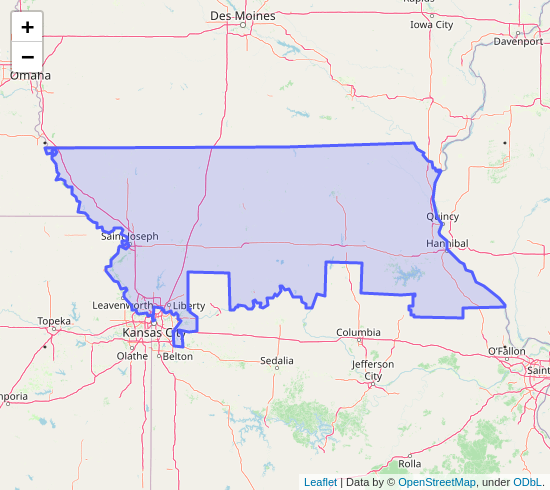 Des Moines
Rapids
Iowa City
Davenport
+
−
Omaha
Quincy
Hannibal
Saint Joseph
Leavenworth
Liberty
Topeka
Kansas City
Columbia
Olathe
Belton
Sedalia
Jefferson
City
O'Fallon
Saint
poria
Rolla
Leaflet | Data by © OpenStreetMap, under ODbL.